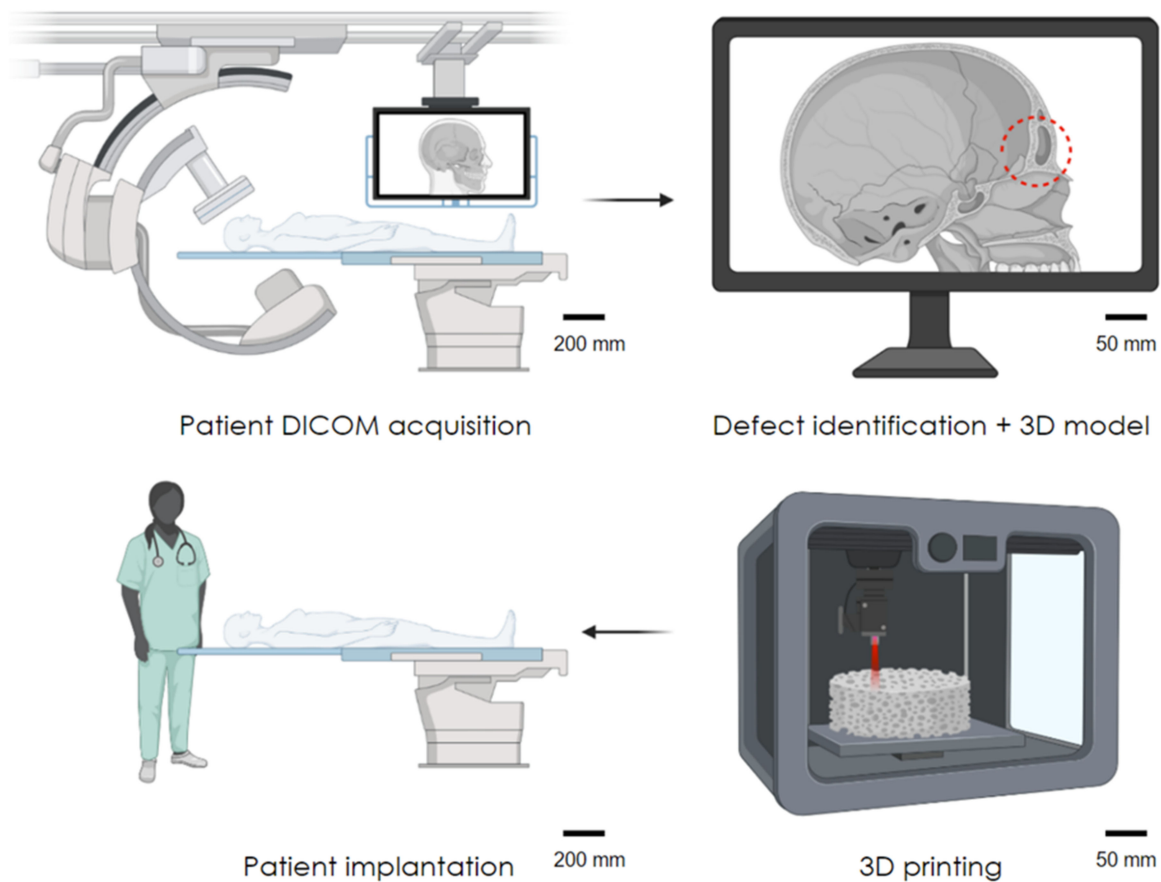 200 mm
50 mm
Patient DICOM acquisition
Defect identification + 3D model
200 mm
50 mm
Patient implantation
3D printing